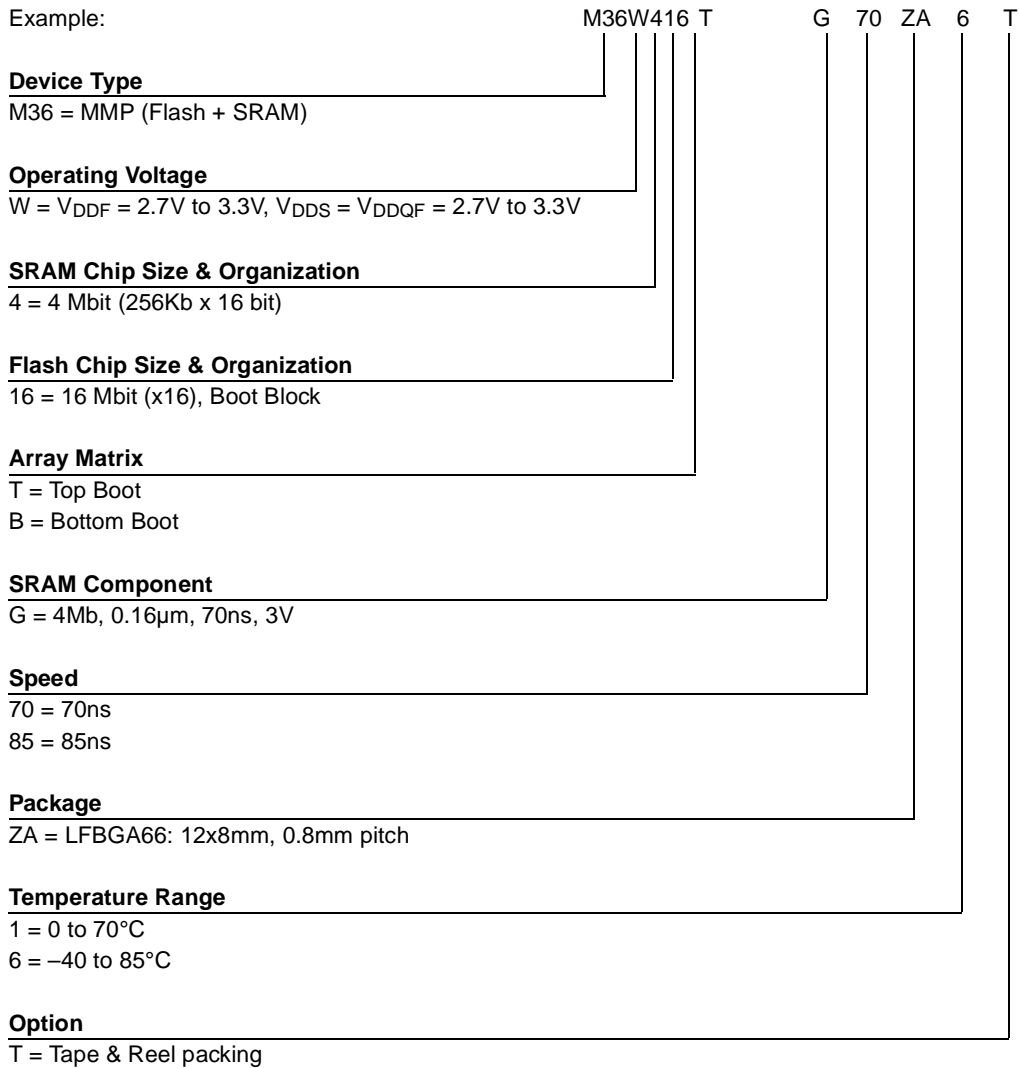 Example: M36W416 T G 70 ZA 6 T
Device Type
M36 = MMP (Flash + SRAM)
Operating Voltage
W = VDDF = 2.7V to 3.3V, VDDS = VDDQF = 2.7V to 3.3V
SRAM Chip Size & Organization
4 = 4 Mbit (256Kb x 16 bit)
Flash Chip Size & Organization
16 = 16 Mbit (x16), Boot Block
Array Matrix
T = Top Boot
B = Bottom Boot
SRAM Component
G = 4Mb, 0.16µm, 70ns, 3V
Speed
70 = 70ns
85 = 85ns
Package
ZA = LFBGA66: 12x8mm, 0.8mm pitch
Temperature Range
1 = 0 to 70°C
6 = –40 to 85°C
Option
T = Tape & Reel packing